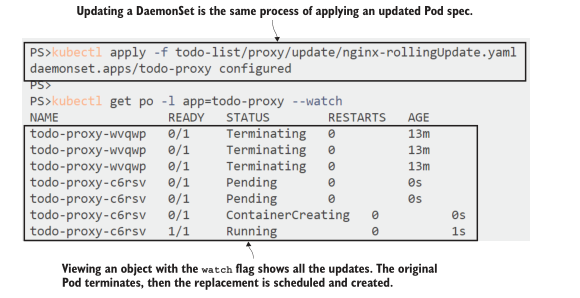 Updating a DaemonSet is the same process of applying an updated Pod spec.
PS>kubectl apply -f todo-list/proxy/update/nginx-rollingUpdate.yaml
daemonset.apps/todo-proxy configured
PS>
PS>kubectl get po -l app=todo-proxy --watch
NAME READY STATUS RESTARTS AGE
todo-proxy-wvqwp 0/1 Terminating 0 13m
todo-proxy-wvqwp 0/1 Terminating 0 13m
todo-proxy-wvqwp 0/1 Terminating 0 13m
todo-proxy-c6rsv 0/1 Pending 0 0s
todo-proxy-c6rsv 0/1 Pending 0 0s
todo-proxy-c6rsv 0/1 ContainerCreating 0 0s
todo-proxy-c6rsv 1/1 Running 0 1s
Viewing an object with the watch flag shows all the updates. The original
Pod terminates, then the replacement is scheduled and created.